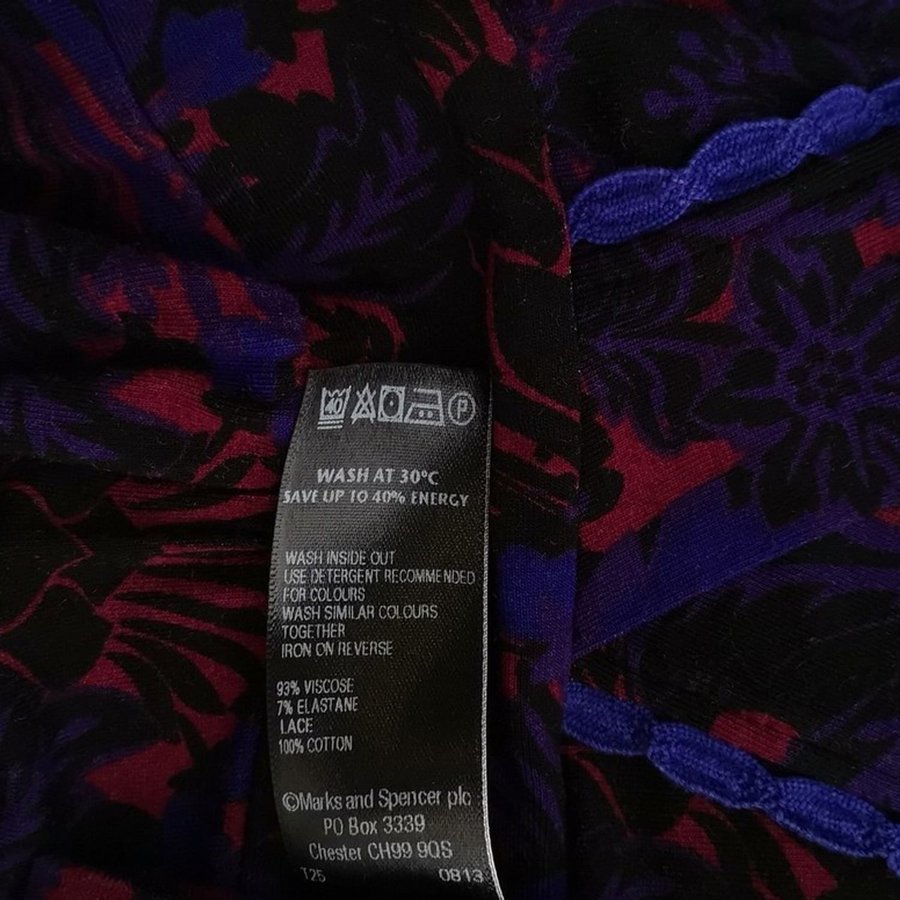 40 P
WASH AT 30°C
SAVE UP TO 40% ENERGY
WASH INSIDE OUT
USE DETERGENT RECOMMENDED
FOR COLOURS
WASH SIMILAR COLOURS
TOGETHER
IRON ON REVERSE
93% VISCOSE
7% ELASTANE
LACE
100% COTTON
©Marks and Spencer plc
PO Box 3339
Chester CH99 9QS
T25 0813